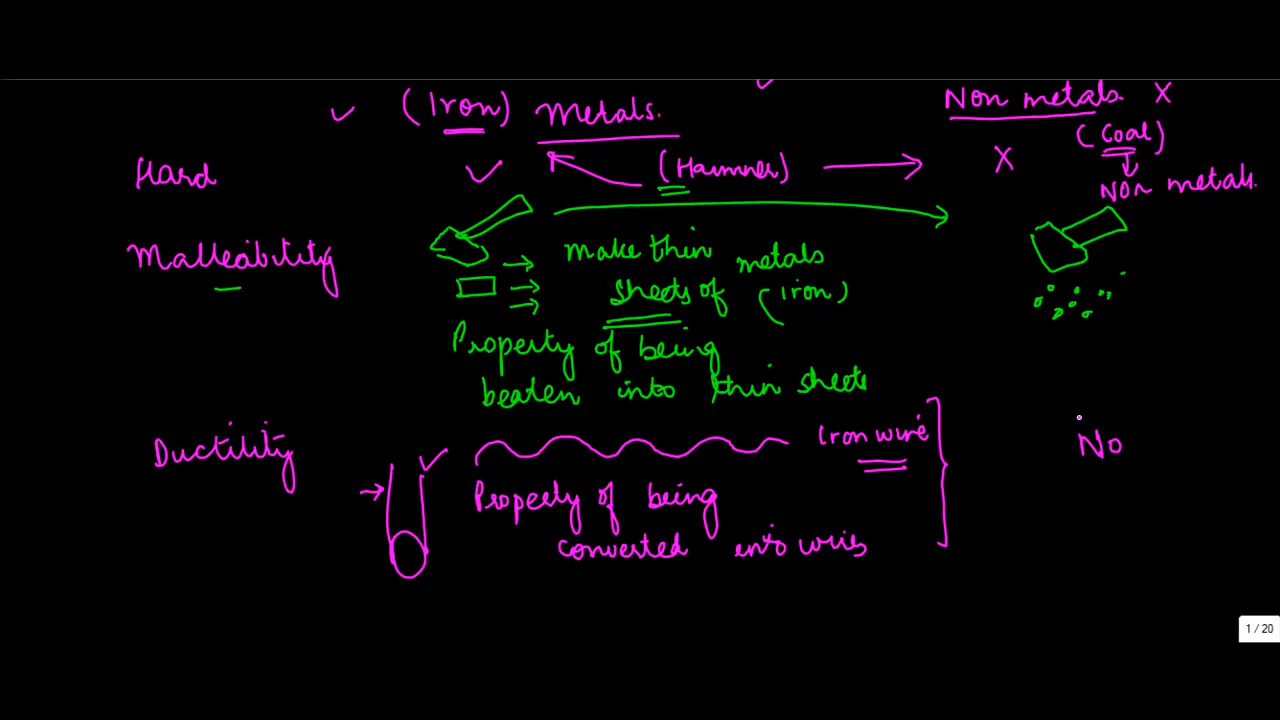 (Iron) Metals.
Non metals. X
(Coal)
Hard
(Hammer)
X
Non metals.
Malleability
make thin metals
sheets of (iron)
Property of being
beaten into thin sheets
Ductility
Iron wire
No
Property of being
converted into wires
1 / 20